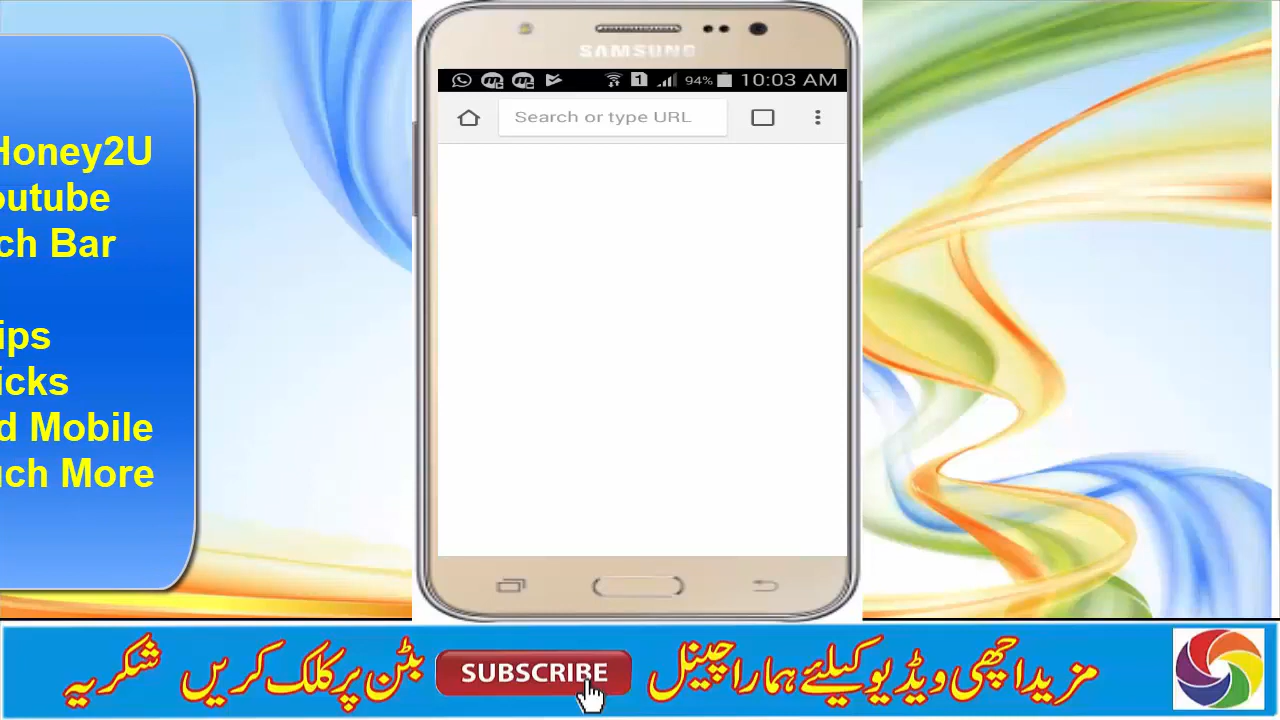 Honey2U
outube
ch Bar
ips
icks
d Mobile
uch More
SAMSUNG
1 94% 10:03 AM
Search or type URL
مزید اچھی ویڈیو کیلئے ہمارا چینل SUBSCRIBE بٹن پر کلک کریں شکریہ